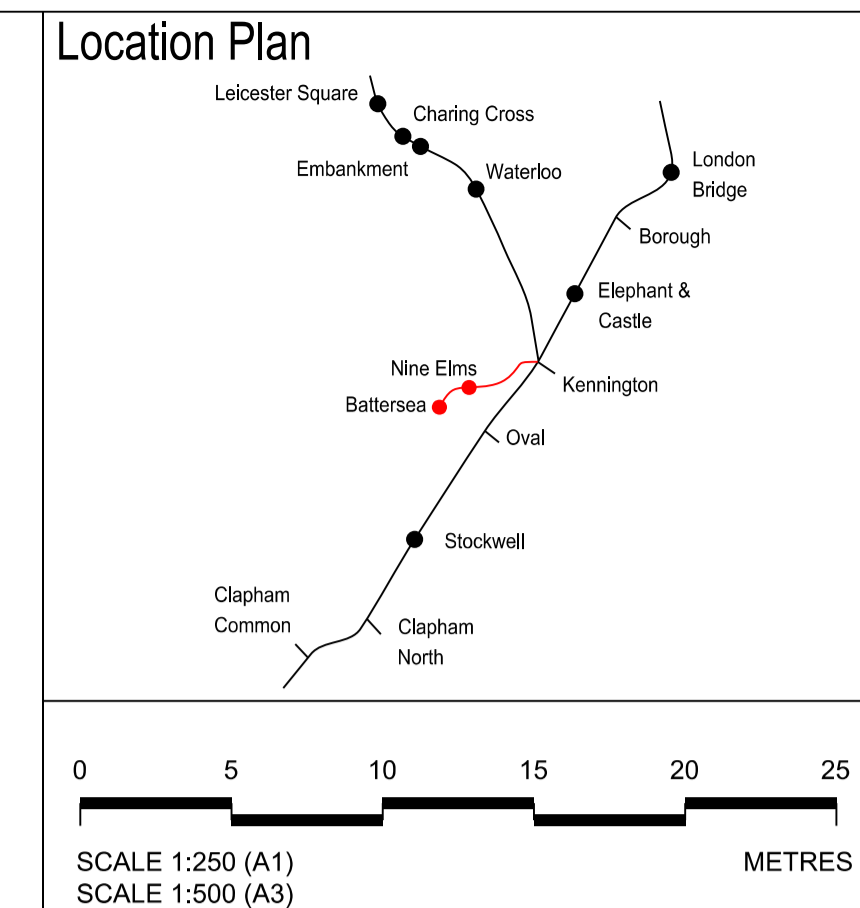 Location Plan
Leicester Square
Charing Cross
Embankment
Waterloo
London
Bridge
Borough
Elephant &
Castle
Nine Elms
Kennington
Battersea
Oval
Stockwell
Clapham
Common
Clapham
North
0 5 10 15 20 25
SCALE 1:250 (A1)
METRES
SCALE 1:500 (A3)